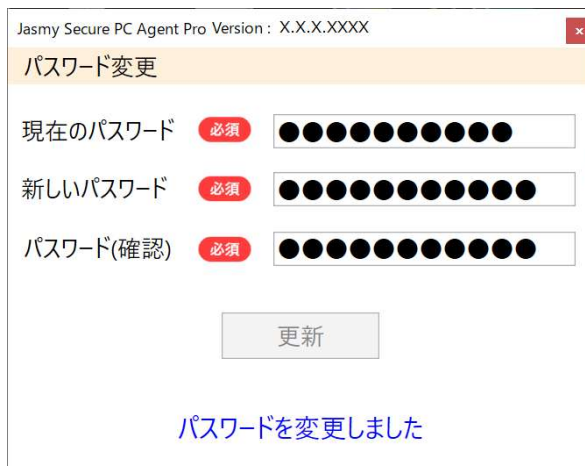 Jasmy Secure PC Agent Pro Version : X.X.X.XXXX
パスワード変更
現在のパスワード 必須 ●●●●●●●●●●
新しいパスワード 必須 ●●●●●●●●●●●
パスワード(確認) 必須 ●●●●●●●●●●●
更新
パスワードを変更しました